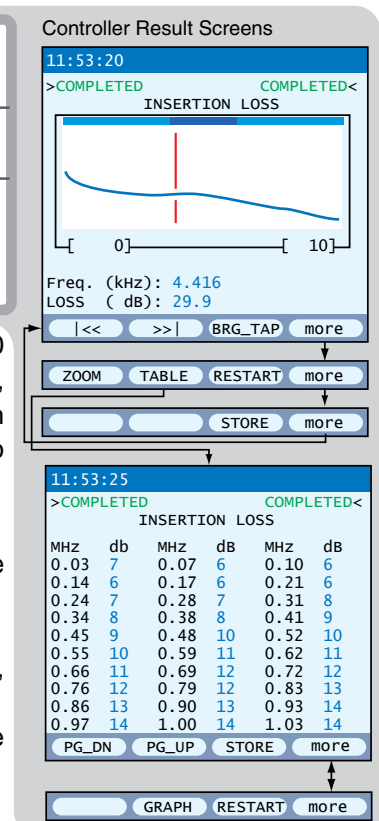 Controller Result Screens
11:53:20
>COMPLETED COMPLETED<
INSERTION LOSS
[ 0] [ 10]
Freq. (kHz): 4.416
LOSS ( dB): 29.9
|<< >>| BRG_TAP more
ZOOM TABLE RESTART more
STORE more
11:53:25
>COMPLETED COMPLETED<
INSERTION LOSS
MHz db MHz dB MHz dB
0.03 7 0.07 6 0.10 6
0.14 6 0.17 6 0.21 6
0.24 7 0.28 7 0.31 8
0.34 8 0.38 8 0.41 9
0.45 9 0.48 10 0.52 10
0.55 10 0.59 11 0.62 11
0.66 11 0.69 12 0.72 12
0.76 12 0.79 12 0.83 13
0.86 13 0.90 13 0.93 14
0.97 14 1.00 14 1.03 14
PG_DN PG_UP STORE more
GRAPH RESTART more